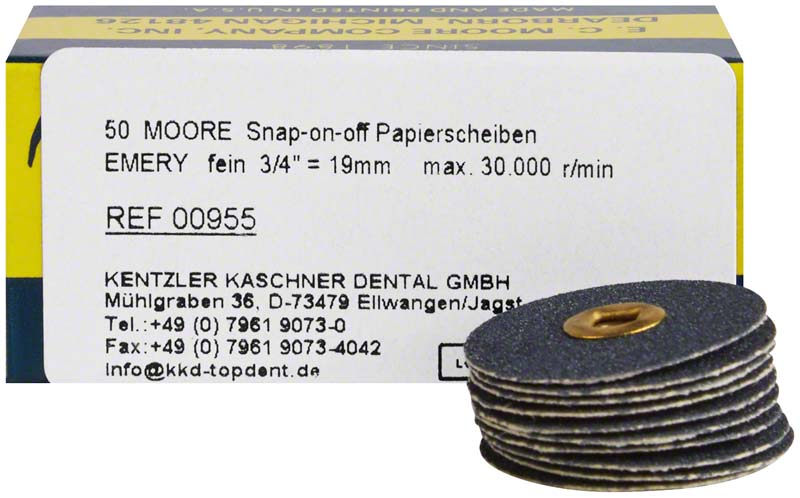 MADE AND PRINTED IN U.S.A.
DEARBORN, MICHIGAN 48126
E. C. MOORE COMPANY, INC.
SINCE 1898
50 MOORE Snap-on-off Papierscheiben
EMERY fein 3/4" = 19mm max. 30.000 r/min
REF 00955
KENTZLER KASCHNER DENTAL GMBH
Mühlgraben 36, D-73479 Ellwangen/Jagst
Tel.:+49 (0) 7961 9073-0
Fax:+49 (0) 7961 9073-4042
info@kkd-topdent.de